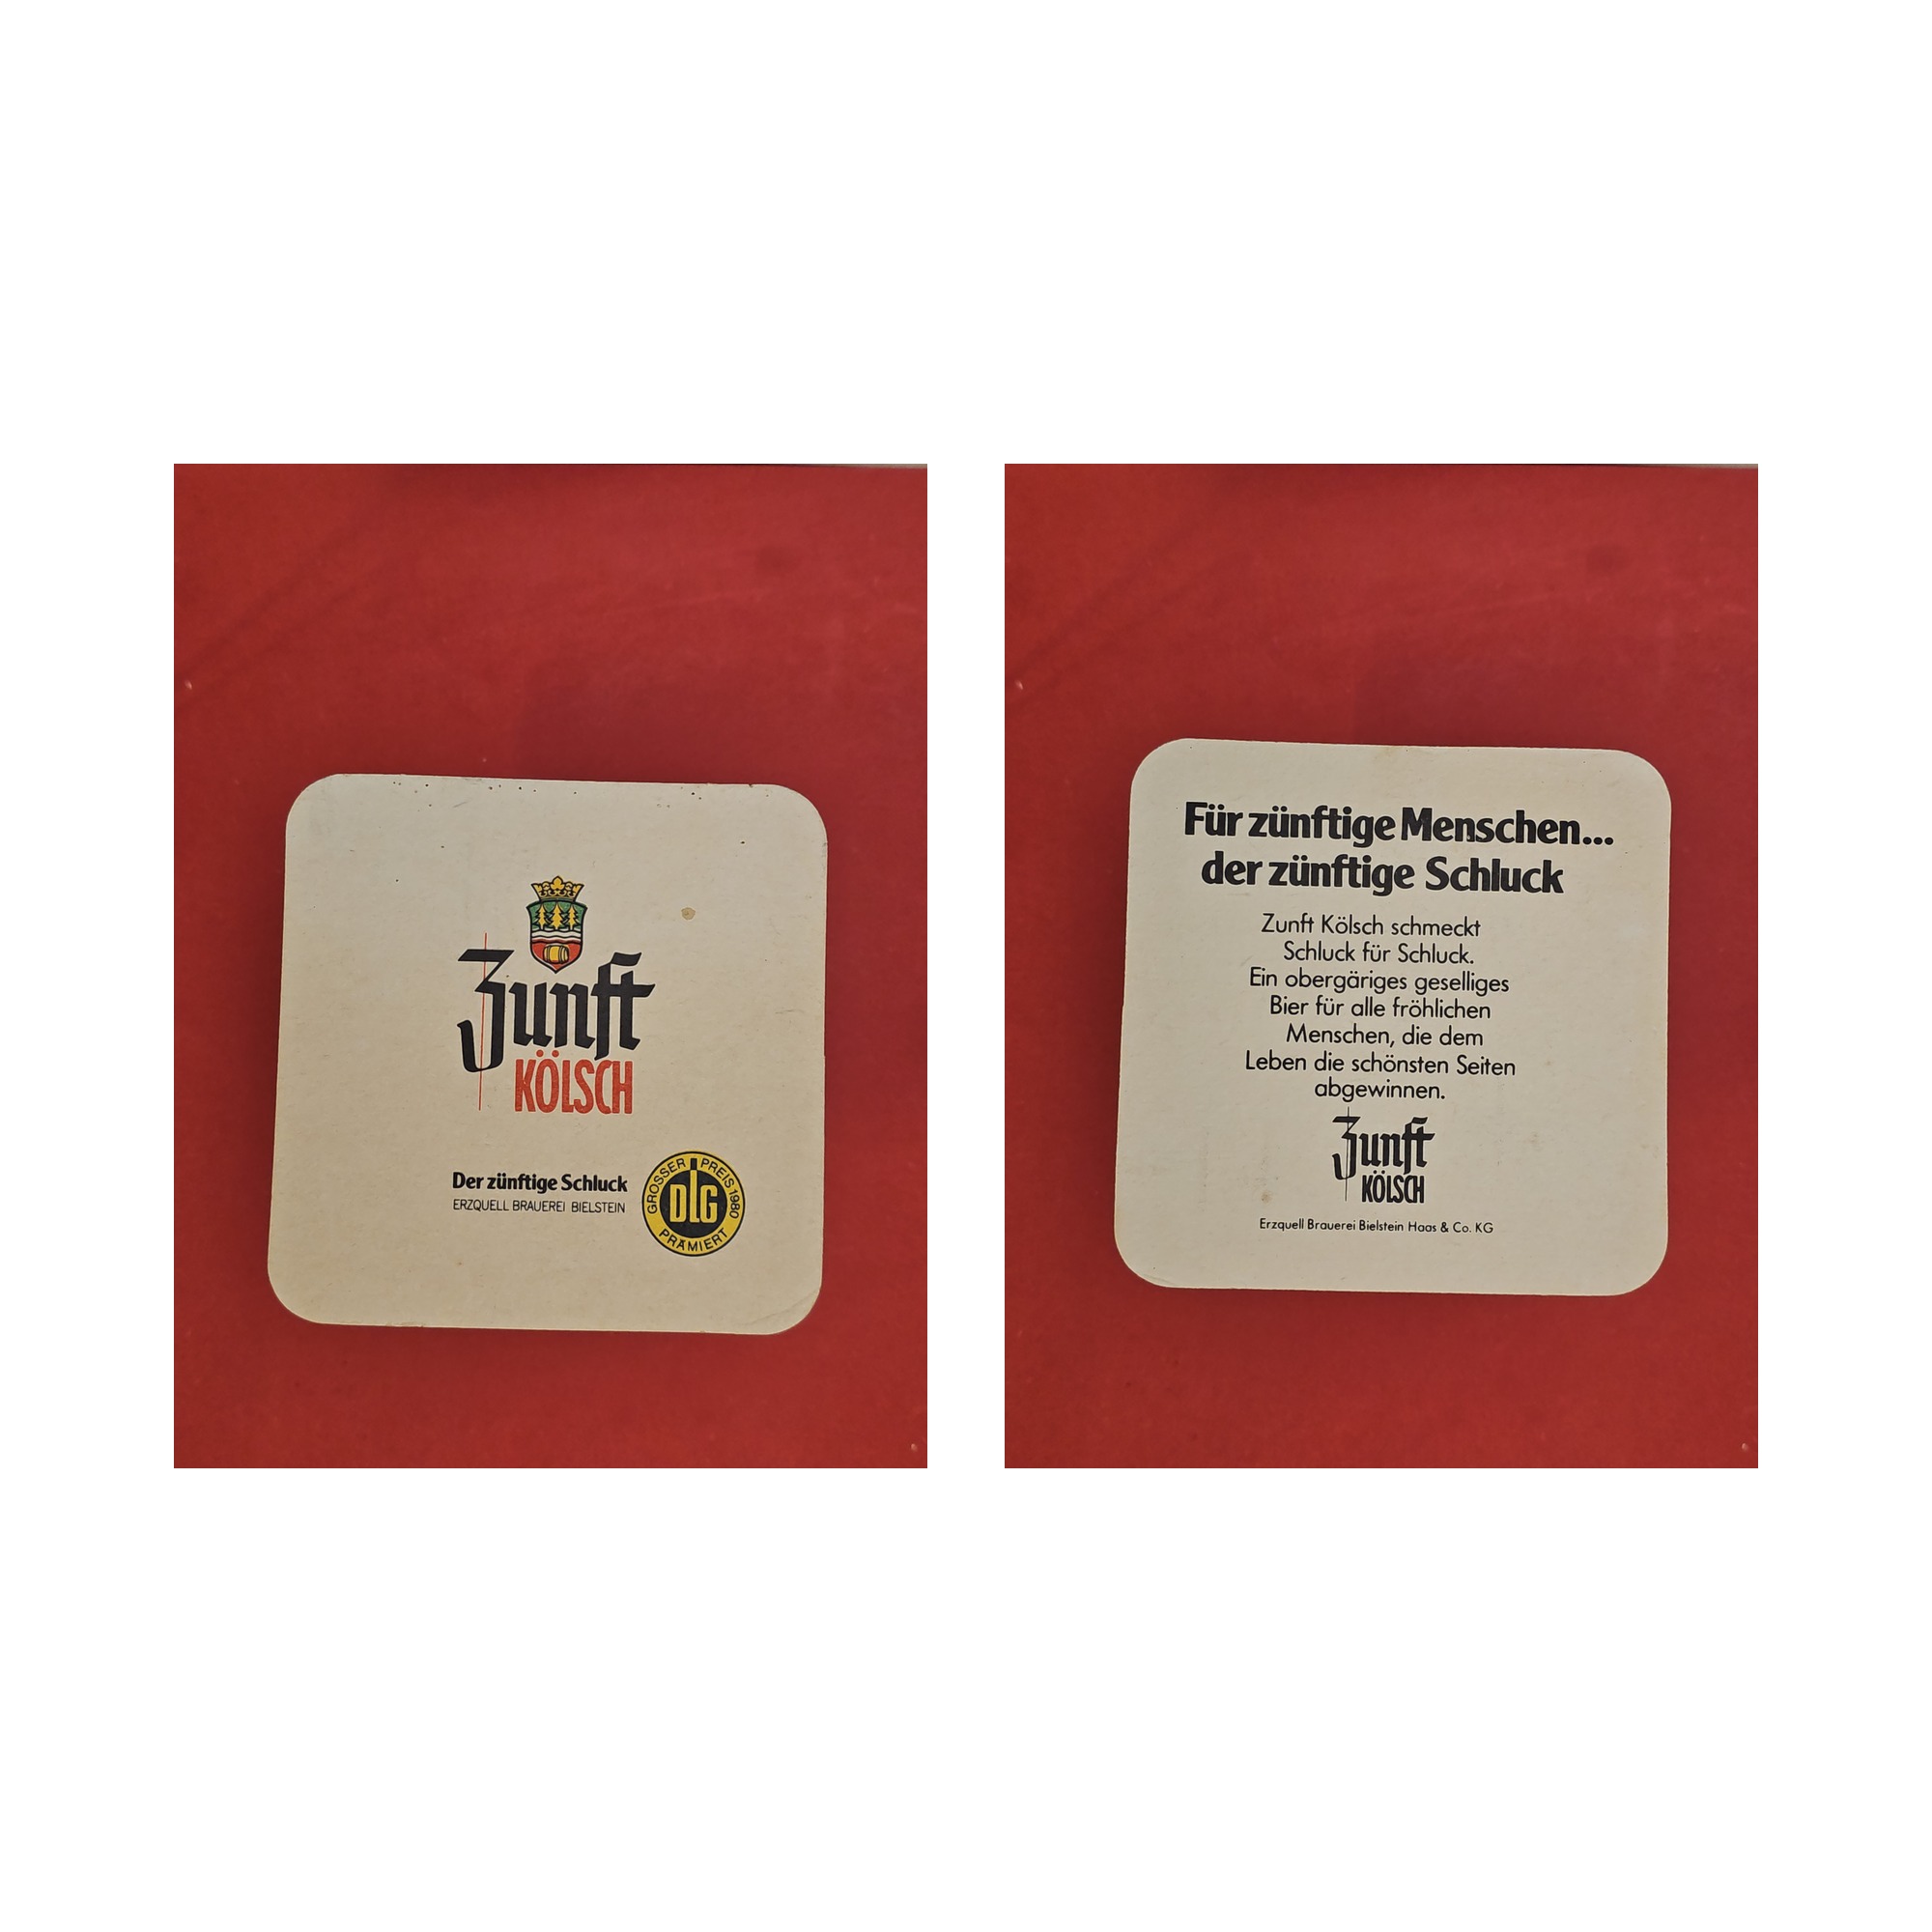 Zunft
KÖLSCH
Der zünftige Schluck
ERZQUELL BRAUEREI BIELSTEIN
GROSSER PREIS 1980
DLG
PRÄMIERT
Für zünftige Menschen...
der zünftige Schluck
Zunft Kölsch schmeckt
Schluck für Schluck.
Ein obergäriges geselliges
Bier für alle fröhlichen
Menschen, die dem
Leben die schönsten Seiten
abgewinnen.
Zunft
KÖLSCH
Erzquell Brauerei Bielstein Haas & Co. KG